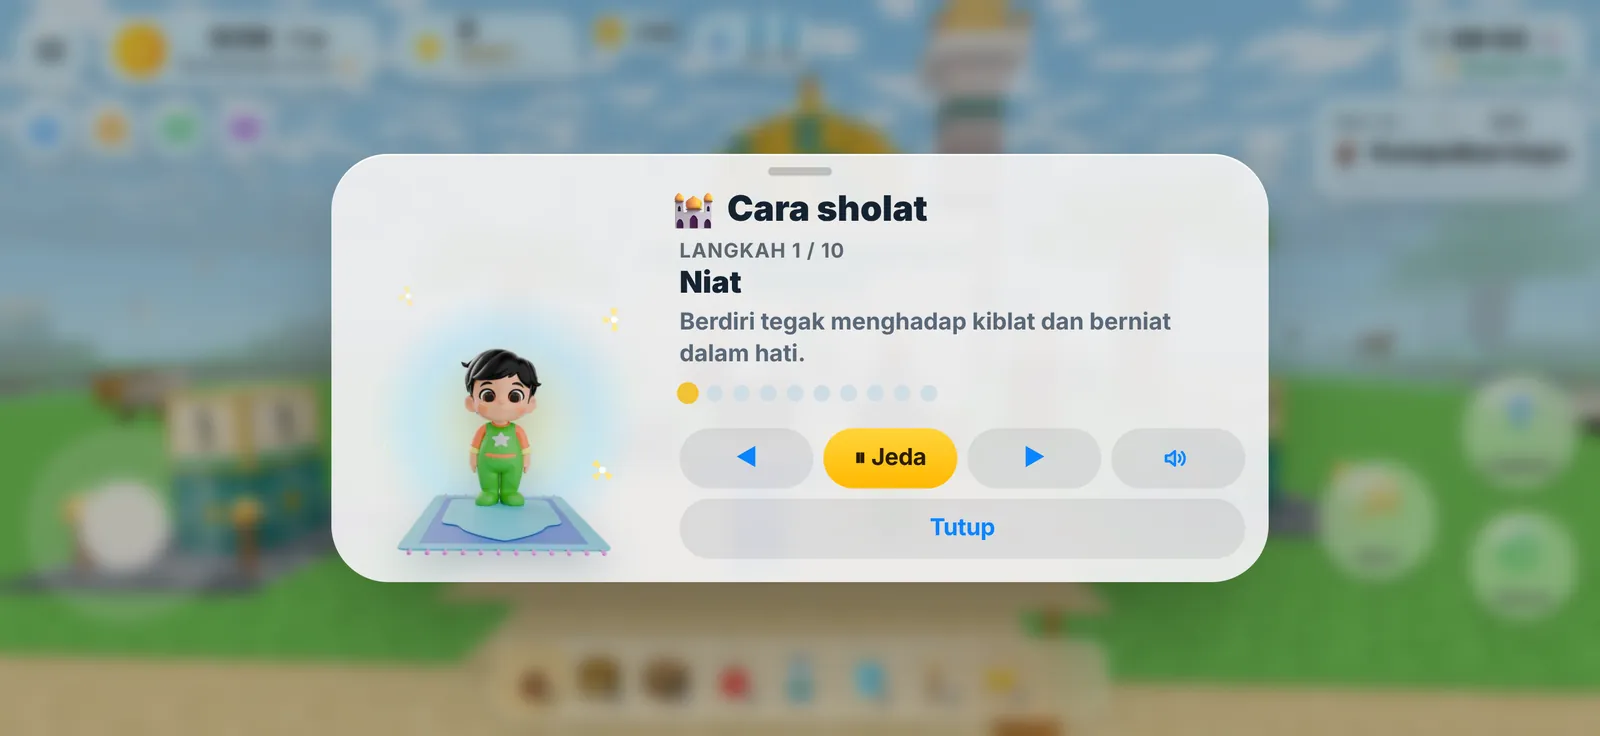 Cara sholat
LANGKAH 1 / 10
Niat
Berdiri tegak menghadap kiblat dan berniat
dalam hati.
Jeda
Tutup